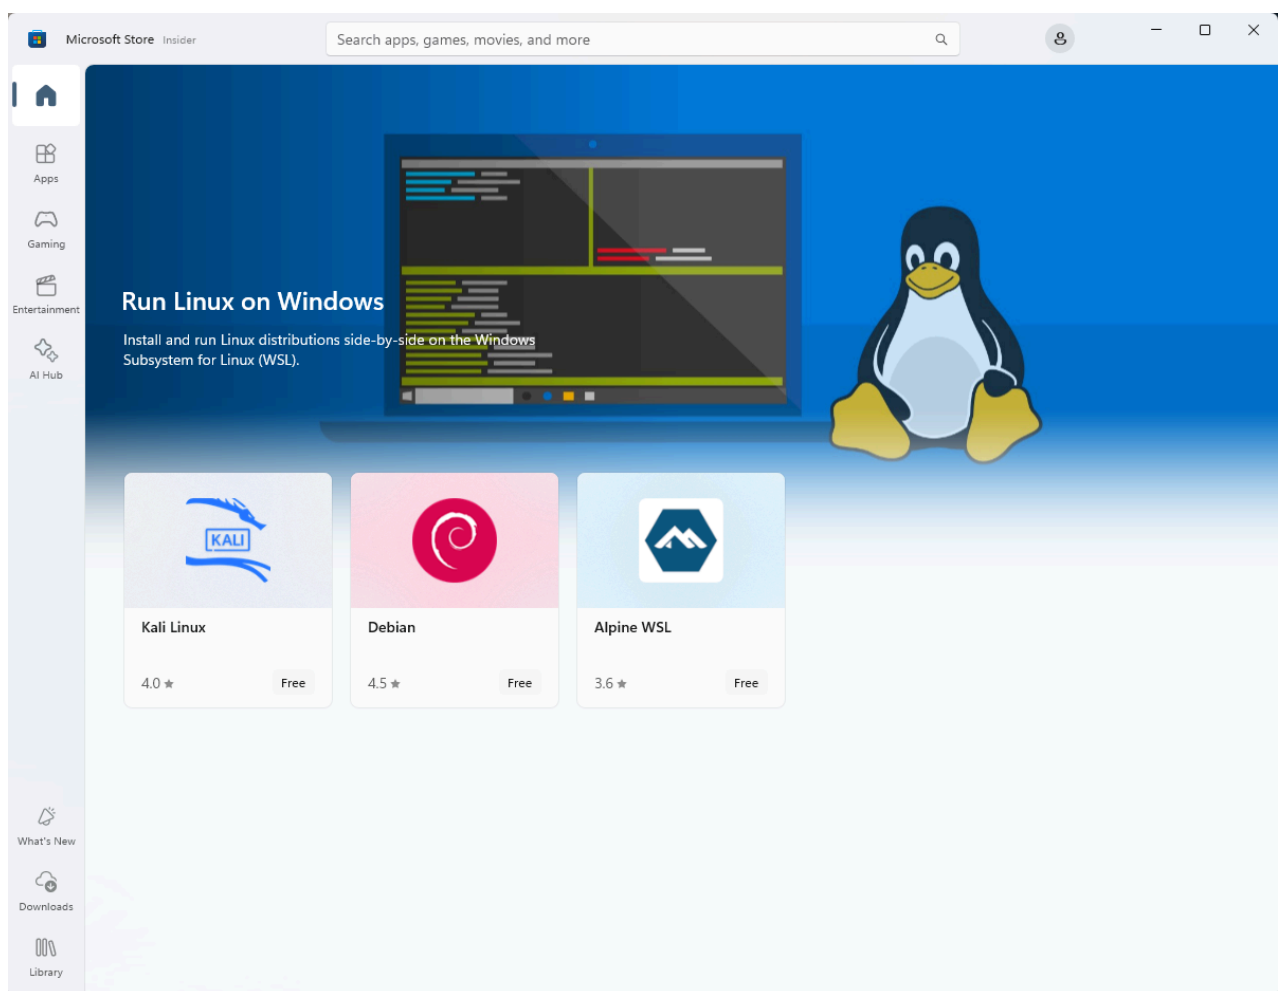 Microsoft Store Insider
Search apps, games, movies, and more
Apps
Gaming
Entertainment
AI Hub
Run Linux on Windows
Install and run Linux distributions side-by-side on the Windows
Subsystem for Linux (WSL).
KALI
Kali Linux
4.0 ★ Free
Debian
4.5 ★ Free
Alpine WSL
3.6 ★ Free
What's New
Downloads
Library